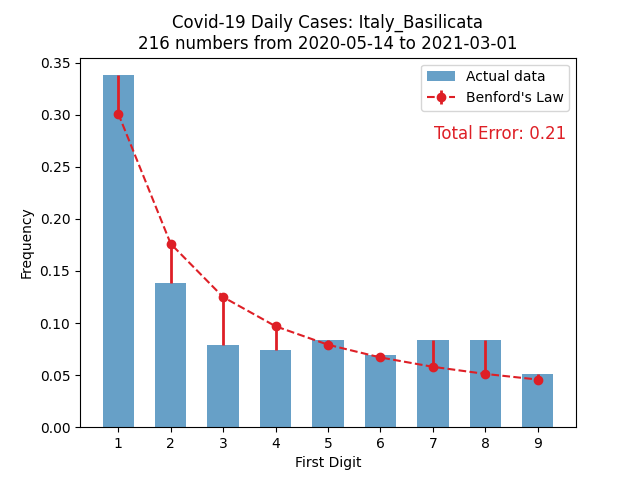 Covid-19 Daily Cases: Italy_Basilicata
216 numbers from 2020-05-14 to 2021-03-01
Actual data
Benford's Law
Total Error: 0.21
Frequency
0.35
0.30
0.25
0.20
0.15
0.10
0.05
0.00
1 2 3 4 5 6 7 8 9
First Digit